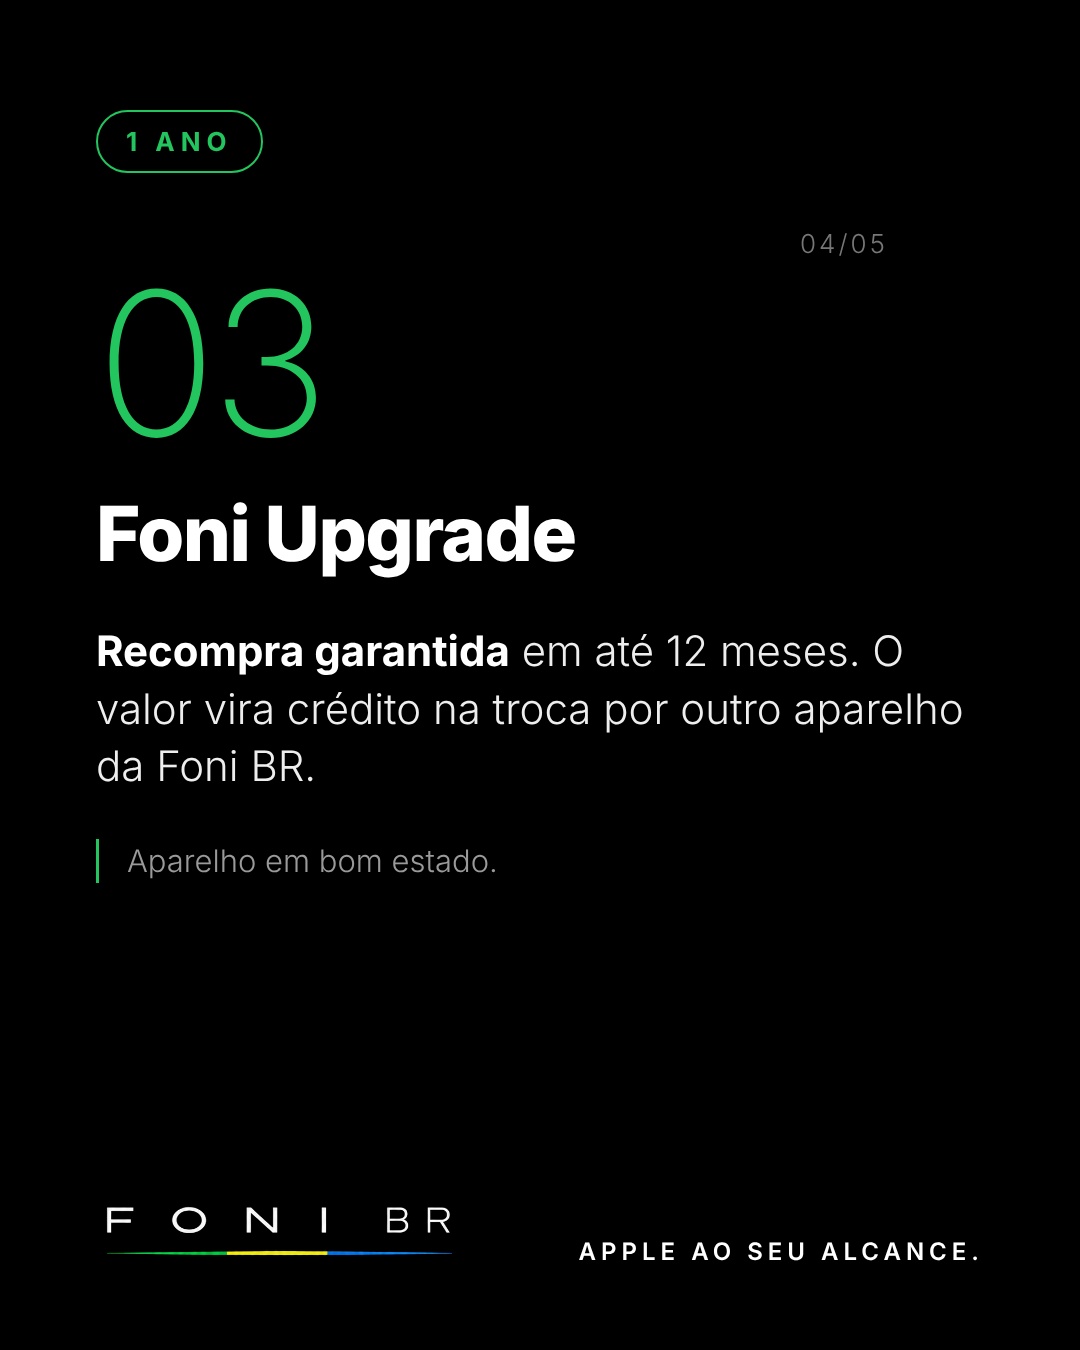 1 ANO
04/05
03
Foni Upgrade
Recompra garantida em até 12 meses. O
valor vira crédito na troca por outro aparelho
da Foni BR.
Aparelho em bom estado.
FONI BR
APPLE AO SEU ALCANCE.